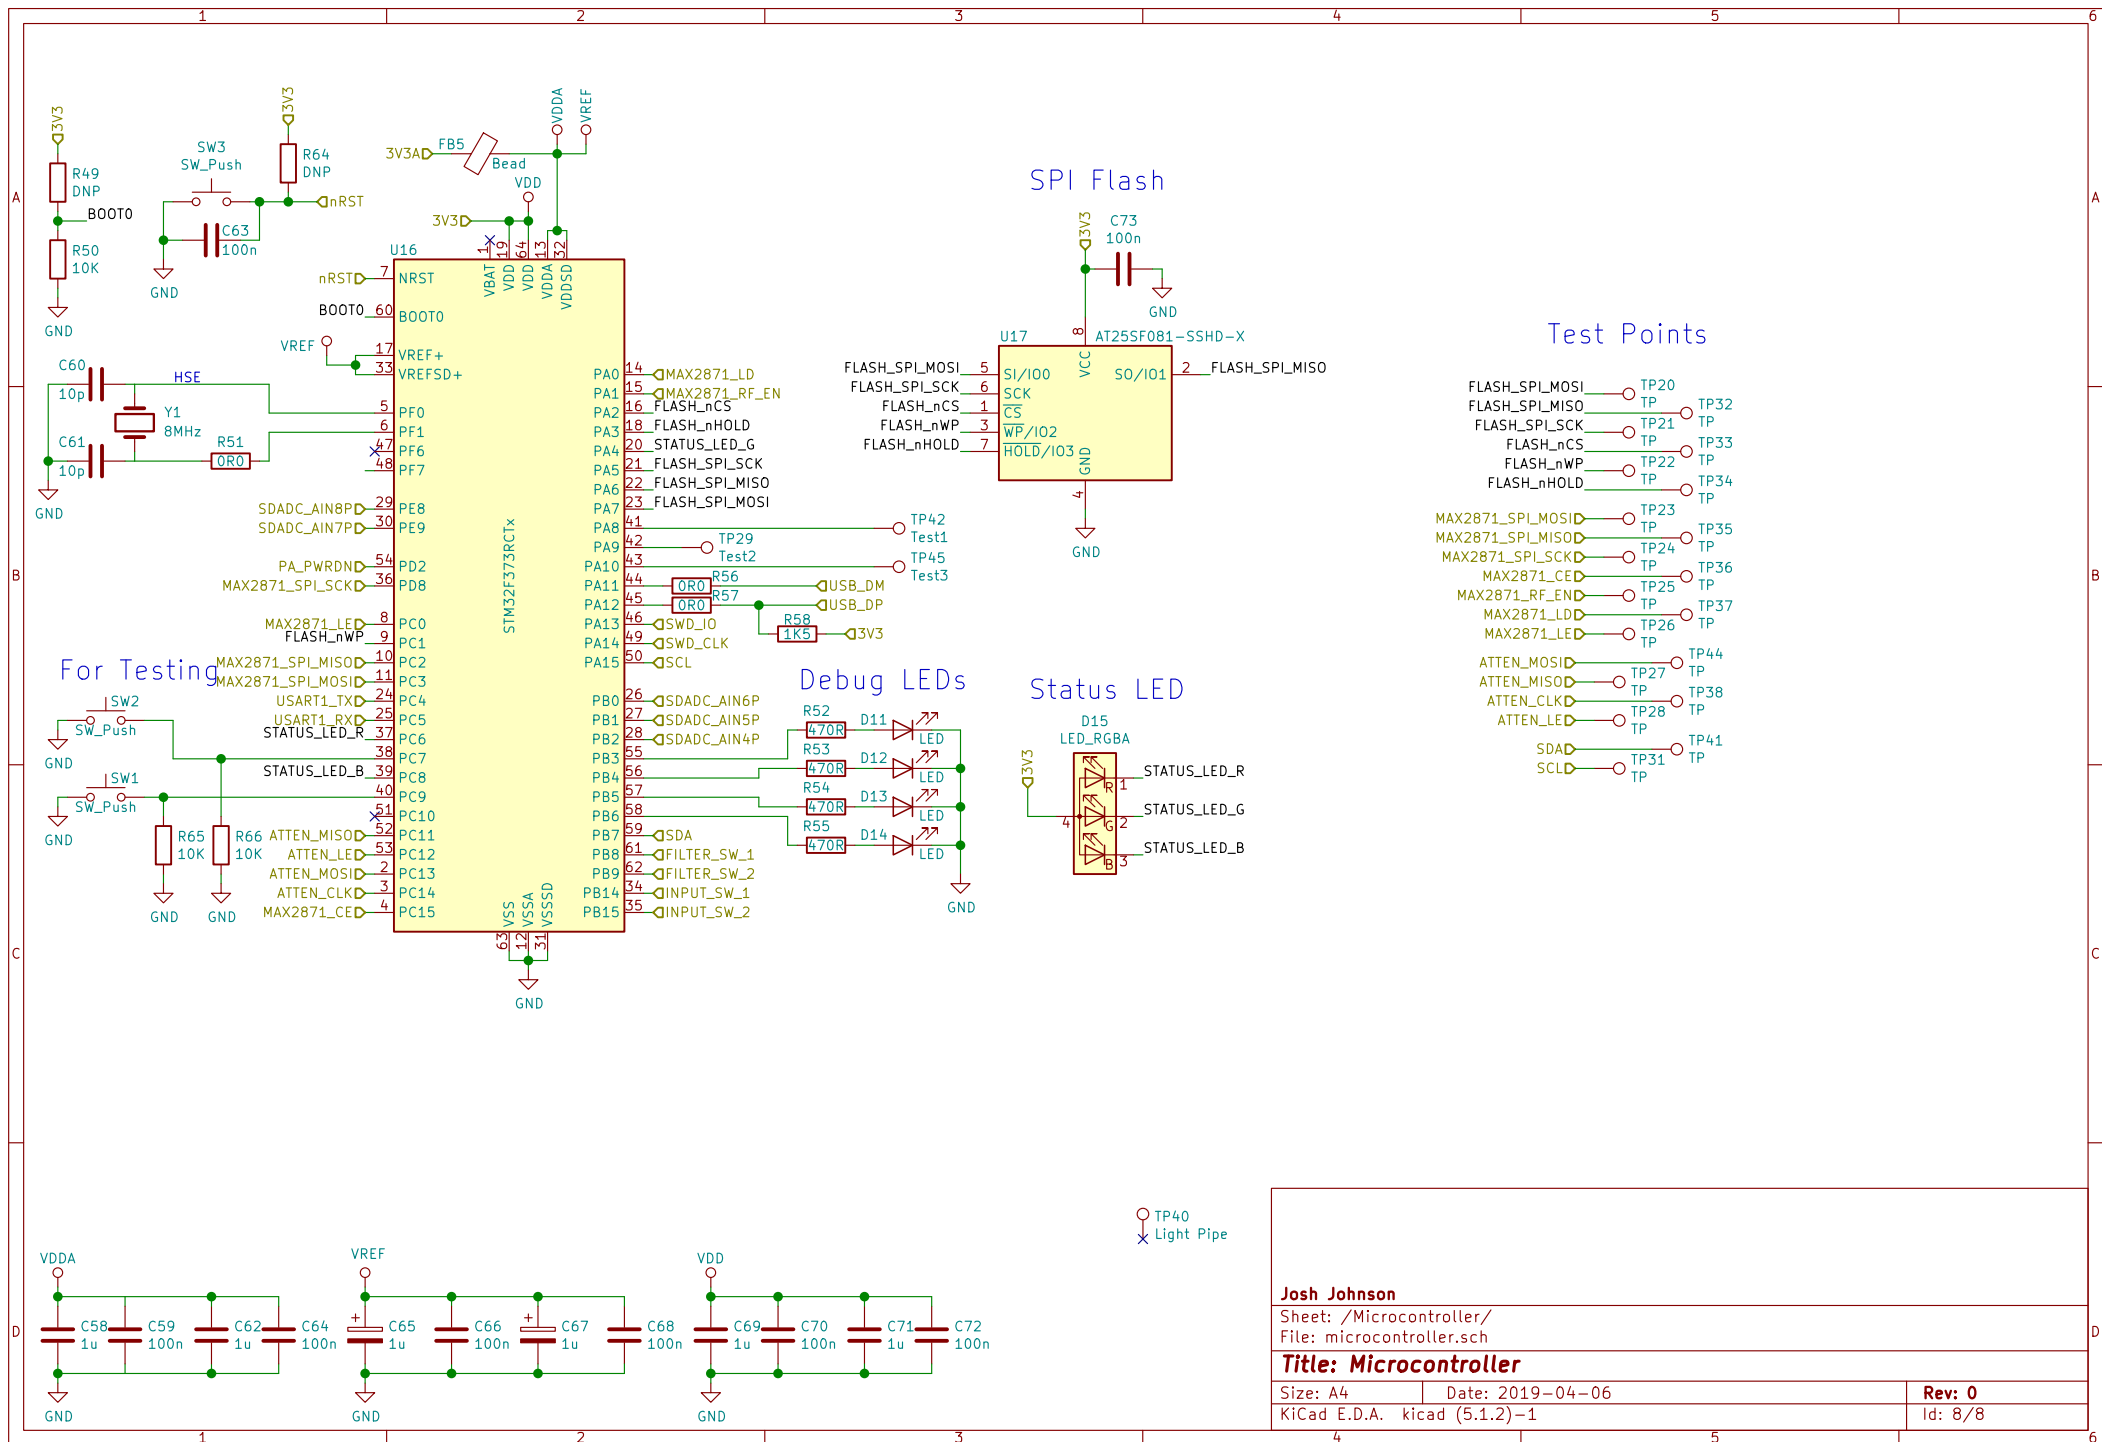 1 2 3 4 5 6
A
B
C
D
A
B
C
D
1 2 3 4 5 6
3V3
R49
DNP
BOOT0
R50
10K
GND
SW3
SW_Push
3V3
R64
DNP
nRST
C63
100n
GND
3V3A
FB5
Bead
VDDA
VREF
VDD
3V3
U16
STM32F373RCTx
1 VBAT
19 VDD
64 VDD
13 VDDA
32 VDDSD
nRST 7 NRST
BOOT0 60 BOOT0
VREF
17 VREF+
33 VREFSD+
HSE
C60
10p
Y1
8MHz
C61
10p
R51
0R0
GND
5 PF0
6 PF1
47 PF6
48 PF7
SDADC_AIN8P 29 PE8
SDADC_AIN7P 30 PE9
PA_PWRDN 54 PD2
MAX2871_SPI_SCK 36 PD8
MAX2871_LE 8 PC0
FLASH_nWP 9 PC1
MAX2871_SPI_MISO 10 PC2
MAX2871_SPI_MOSI 11 PC3
USART1_TX 24 PC4
USART1_RX 25 PC5
STATUS_LED_R 37 PC6
38 PC7
STATUS_LED_B 39 PC8
40 PC9
51 PC10
ATTEN_MISO 52 PC11
ATTEN_LE 53 PC12
ATTEN_MOSI 2 PC13
ATTEN_CLK 3 PC14
MAX2871_CE 4 PC15
63 VSS
12 VSSA
31 VSSSD
GND
PA0 14 MAX2871_LD
PA1 15 MAX2871_RF_EN
PA2 16 FLASH_nCS
PA3 18 FLASH_nHOLD
PA4 20 STATUS_LED_G
PA5 21 FLASH_SPI_SCK
PA6 22 FLASH_SPI_MISO
PA7 23 FLASH_SPI_MOSI
PA8 41 TP42
Test1
PA9 42 TP29
Test2
PA10 43 TP45
Test3
PA11 44 0R0 R56 USB_DM
PA12 45 0R0 R57 USB_DP
R58
1K5
3V3
PA13 46 SWD_IO
PA14 49 SWD_CLK
PA15 50 SCL
PB0 26 SDADC_AIN6P
PB1 27 SDADC_AIN5P
PB2 28 SDADC_AIN4P
PB3 55
PB4 56
PB5 57
PB6 58
PB7 59 SDA
PB8 61 FILTER_SW_1
PB9 62 FILTER_SW_2
PB14 34 INPUT_SW_1
PB15 35 INPUT_SW_2
For Testing
SW2
SW_Push
GND
SW1
SW_Push
GND
R65
10K
R66
10K
GND
GND
Debug LEDs
R52
470R
D11
LED
R53
470R
D12
LED
R54
470R
D13
LED
R55
470R
D14
LED
GND
Status LED
D15
LED_RGBA
3V3
4
R 1 STATUS_LED_R
G 2 STATUS_LED_G
B 3 STATUS_LED_B
SPI Flash
3V3
C73
100n
GND
U17
AT25SF081-SSHD-X
8 VCC
FLASH_SPI_MOSI 5 SI/IO0
FLASH_SPI_SCK 6 SCK
FLASH_nCS 1 CS
FLASH_nWP 3 WP/IO2
FLASH_nHOLD 7 HOLD/IO3
SO/IO1 2 FLASH_SPI_MISO
GND 4
GND
Test Points
FLASH_SPI_MOSI TP20
TP
FLASH_SPI_MISO TP32
TP
FLASH_SPI_SCK TP21
TP
FLASH_nCS TP33
TP
FLASH_nWP TP22
TP
FLASH_nHOLD TP34
TP
MAX2871_SPI_MOSI TP23
TP
MAX2871_SPI_MISO TP35
TP
MAX2871_SPI_SCK TP24
TP
MAX2871_CE TP36
TP
MAX2871_RF_EN TP25
TP
MAX2871_LD TP37
TP
MAX2871_LE TP26
TP
ATTEN_MOSI TP44
TP
ATTEN_MISO TP27
TP
ATTEN_CLK TP38
TP
ATTEN_LE TP28
TP
SDA TP41
TP
SCL TP31
TP
TP40
Light Pipe
VDDA
C58
1u
C59
100n
C62
1u
C64
100n
GND
VREF
C65
1u
C66
100n
C67
1u
C68
100n
GND
VDD
C69
1u
C70
100n
C71
1u
C72
100n
GND
Josh Johnson
Sheet: /Microcontroller/
File: microcontroller.sch
Title: Microcontroller
Size: A4 Date: 2019-04-06 Rev: 0
KiCad E.D.A. kicad (5.1.2)-1 Id: 8/8